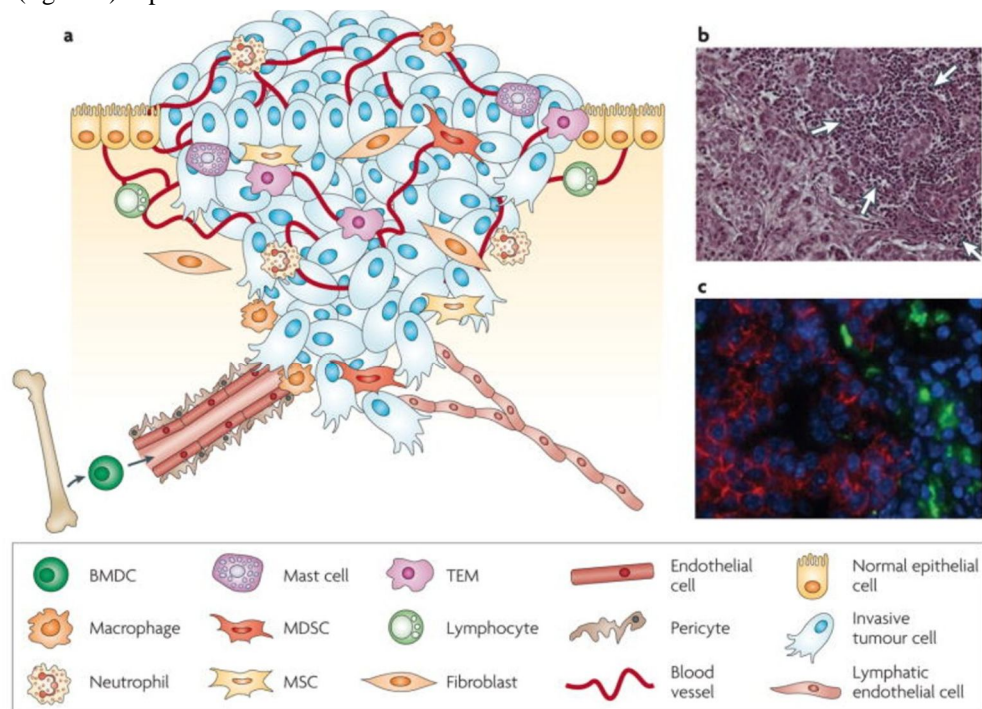 a
b
c
BMDC
Mast cell
TEM
Endothelial
cell
Normal epithelial
cell
Macrophage
MDSC
Lymphocyte
Pericyte
Invasive
tumour cell
Neutrophil
MSC
Fibroblast
Blood
vessel
Lymphatic
endothelial cell